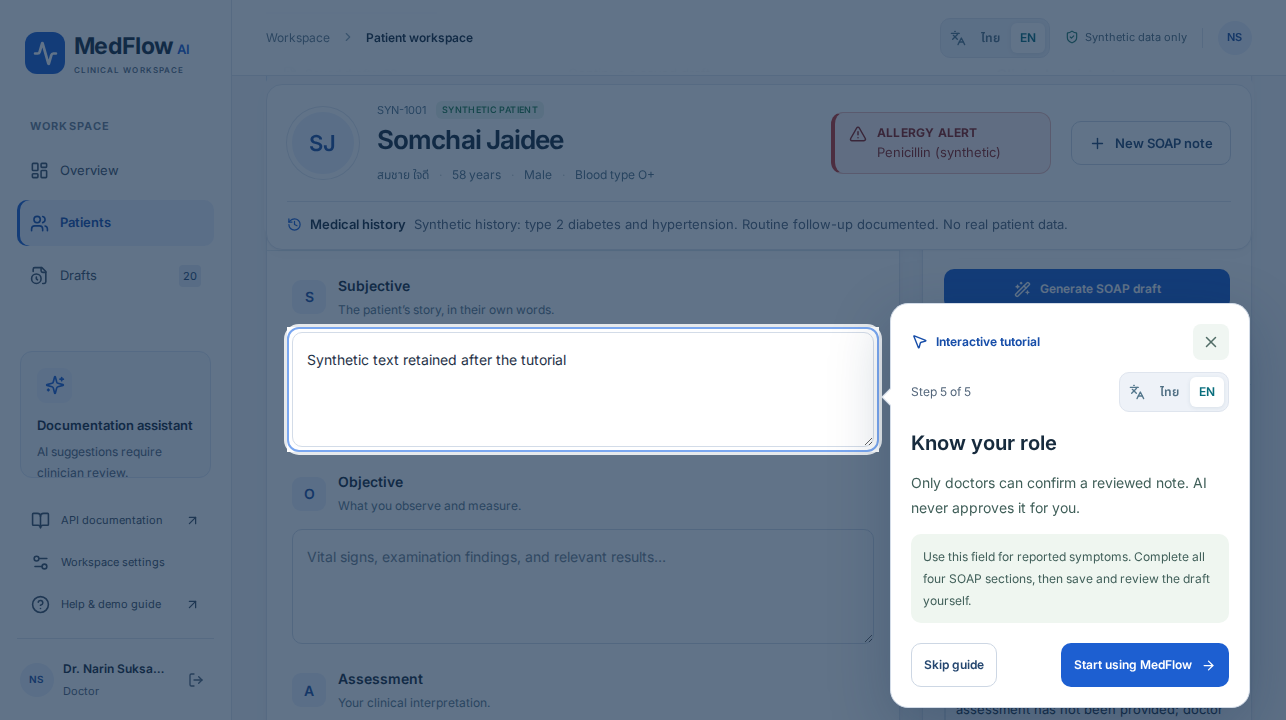 MedFlow AI
CLINICAL WORKSPACE
WORKSPACE
Overview
Patients
Drafts 20
Documentation assistant
AI suggestions require
clinician review.
API documentation
Workspace settings
Help & demo guide
NS Dr. Narin Suksa...
Doctor
Workspace > Patient workspace
ไทย EN
Synthetic data only
NS
SJ
SYN-1001 SYNTHETIC PATIENT
Somchai Jaidee
สมชาย ใจดี · 58 years · Male · Blood type O+
ALLERGY ALERT
Penicillin (synthetic)
+ New SOAP note
Medical history Synthetic history: type 2 diabetes and hypertension. Routine follow-up documented. No real patient data.
S Subjective
The patient's story, in their own words.
Synthetic text retained after the tutorial
O Objective
What you observe and measure.
Vital signs, examination findings, and relevant results...
A Assessment
Your clinical interpretation.
Generate SOAP draft
Interactive tutorial
Step 5 of 5
ไทย EN
Know your role
Only doctors can confirm a reviewed note. AI
never approves it for you.
Use this field for reported symptoms. Complete all
four SOAP sections, then save and review the draft
yourself.
Skip guide
Start using MedFlow
assessment has not been provided; doctor